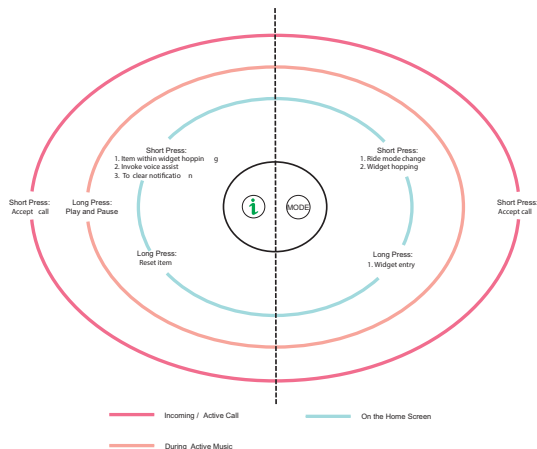 Short Press:
1. Item within widget hoppin g
2. Invoke voice assist
3. To clear notificatio n
Short Press:
1. Ride mode change
2. Widget hopping
Short Press:
Accept call
Long Press:
Play and Pause
i
MODE
Short Press:
Accept call
Long Press:
Reset item
Long Press:
1. Widget entry
Incoming / Active Call
On the Home Screen
During Active Music